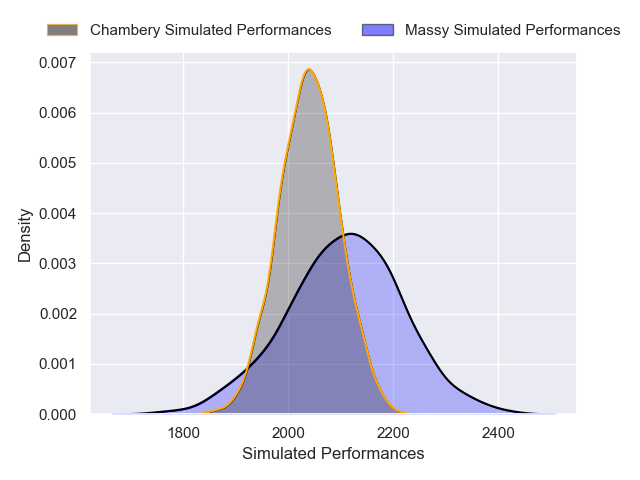 Chambery Simulated Performances Massy Simulated Performances
0.007
0.006
0.005
0.004
0.003
0.002
0.001
0.000
Density
1800 2000 2200 2400
Simulated Performances